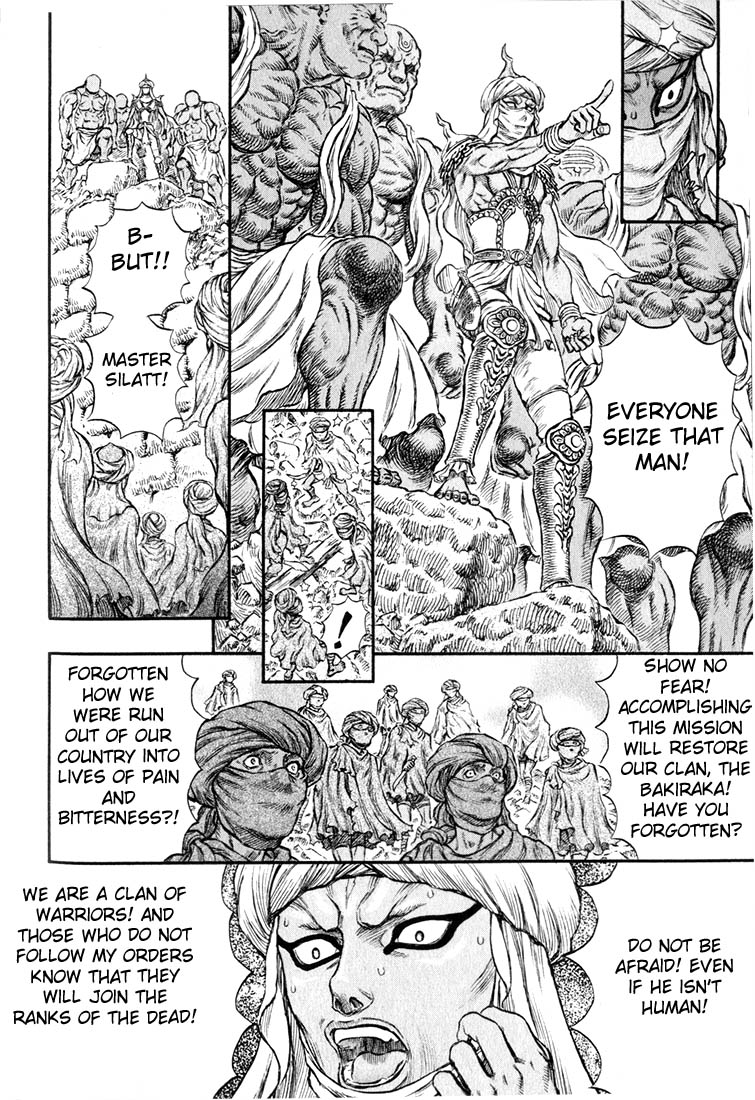 EVERYONE
SEIZE THAT
MAN!
!
B-
BUT!!
MASTER
SILATT!
SHOW NO
FEAR!
ACCOMPLISHING
THIS MISSION
WILL RESTORE
OUR CLAN, THE
BAKIRAKA!
HAVE YOU
FORGOTTEN?
FORGOTTEN
HOW WE
WERE RUN
OUT OF OUR
COUNTRY INTO
LIVES OF PAIN
AND
BITTERNESS?!
DO NOT BE
AFRAID! EVEN
IF HE ISN'T
HUMAN!
WE ARE A CLAN OF
WARRIORS! AND
THOSE WHO DO NOT
FOLLOW MY ORDERS
KNOW THAT THEY
WILL JOIN THE
RANKS OF THE DEAD!